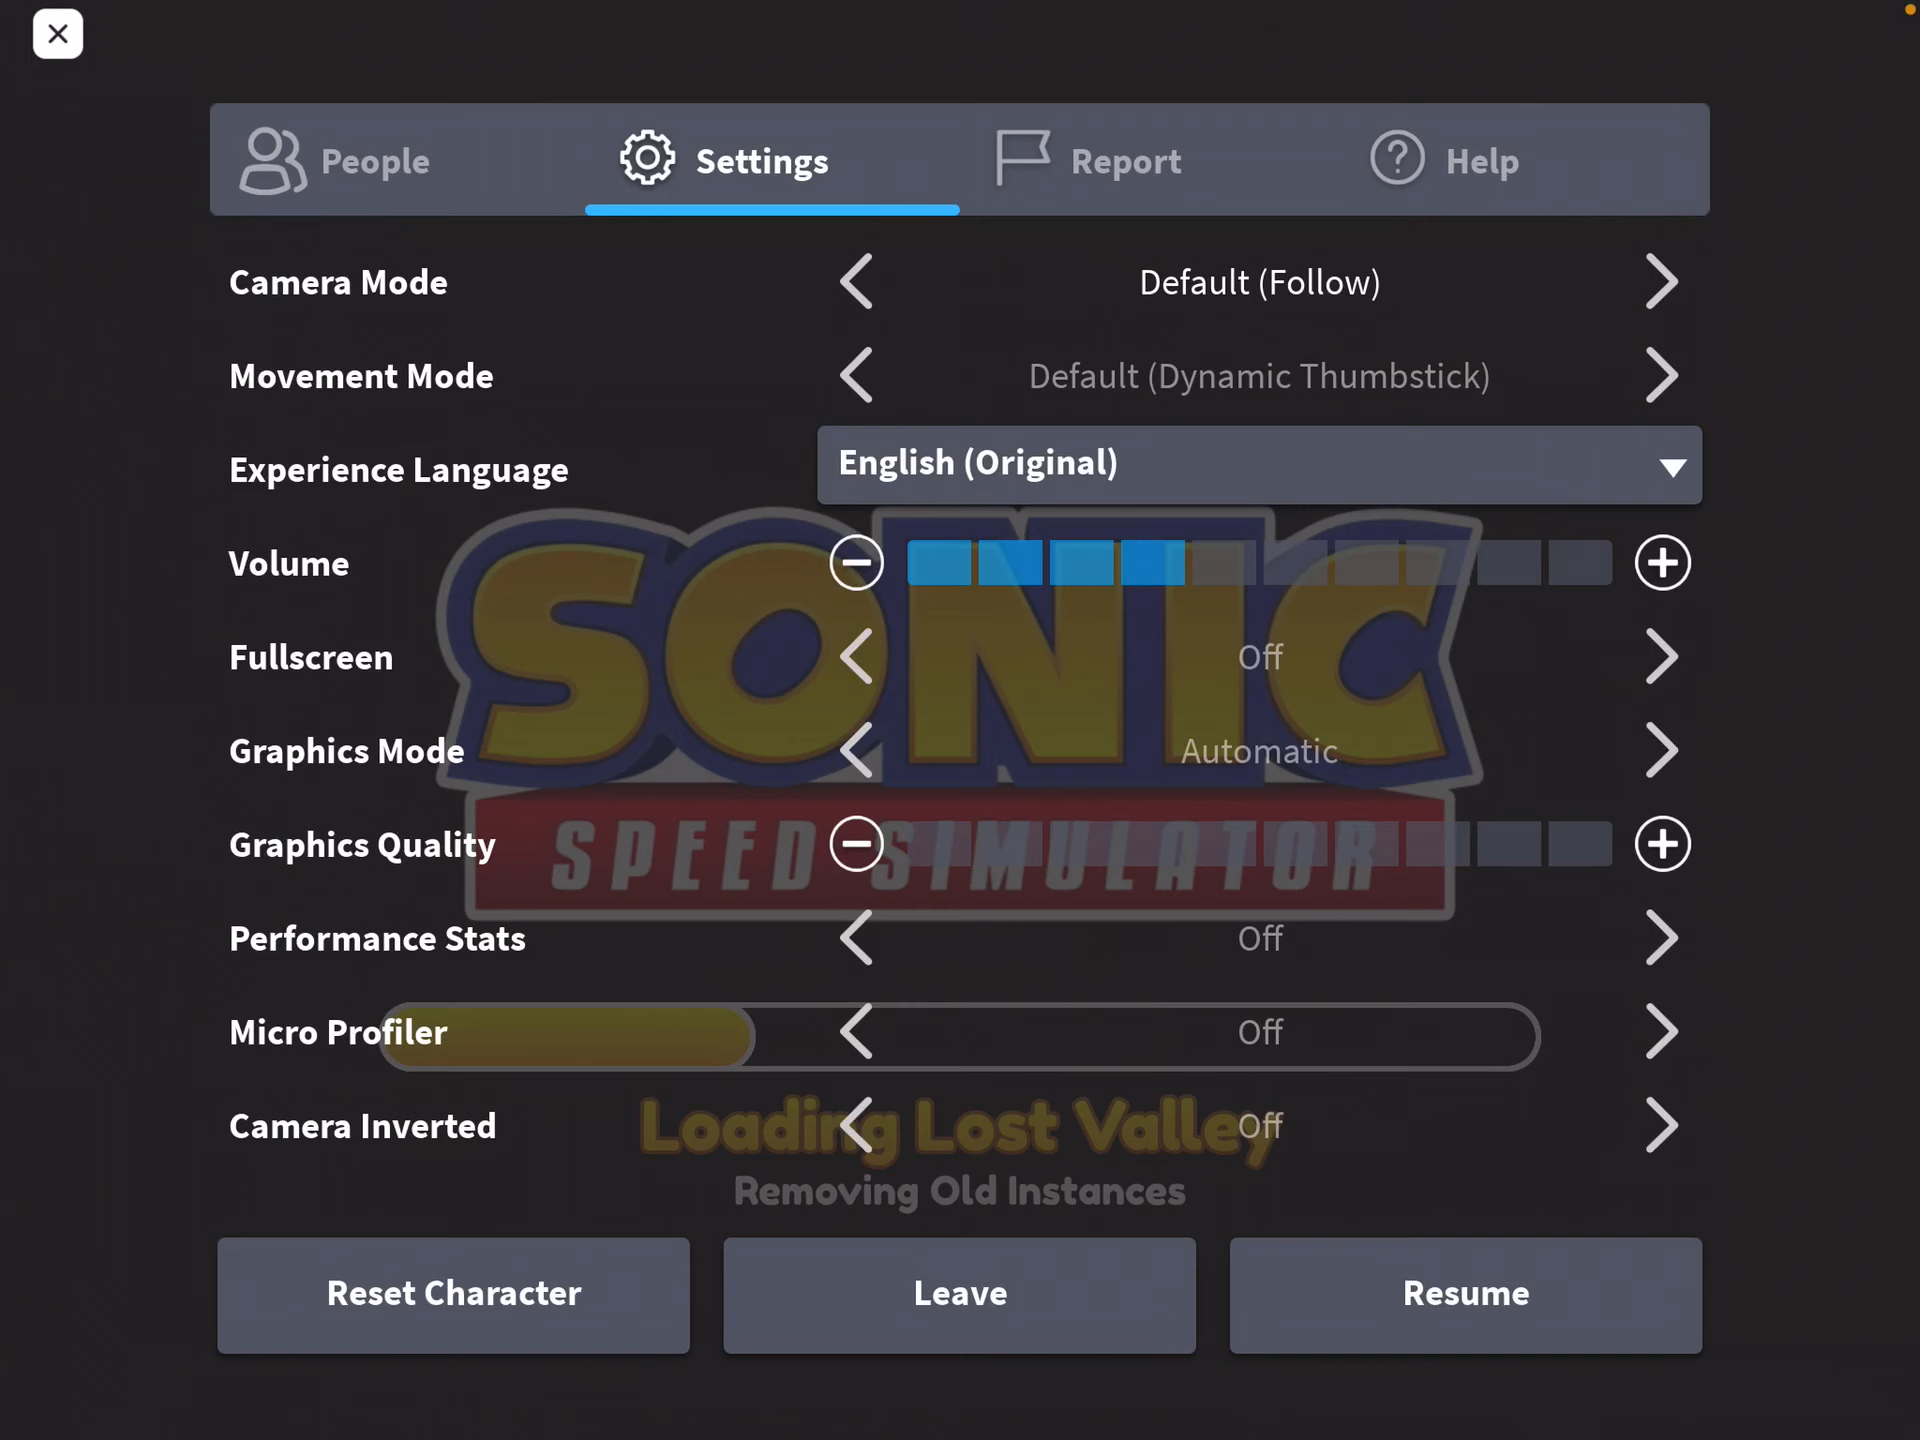 People
Settings
Report
Help
Camera Mode
Default (Follow)
Movement Mode
Default (Dynamic Thumbstick)
Experience Language
English (Original)
Volume
Fullscreen
Off
SONIC
Graphics Mode
Automatic
Graphics Quality
SPEED SIMULATOR
Performance Stats
Off
Micro Profiler
Off
Camera Inverted
Off
Loading Lost Valley
Removing Old Instances
Reset Character
Leave
Resume